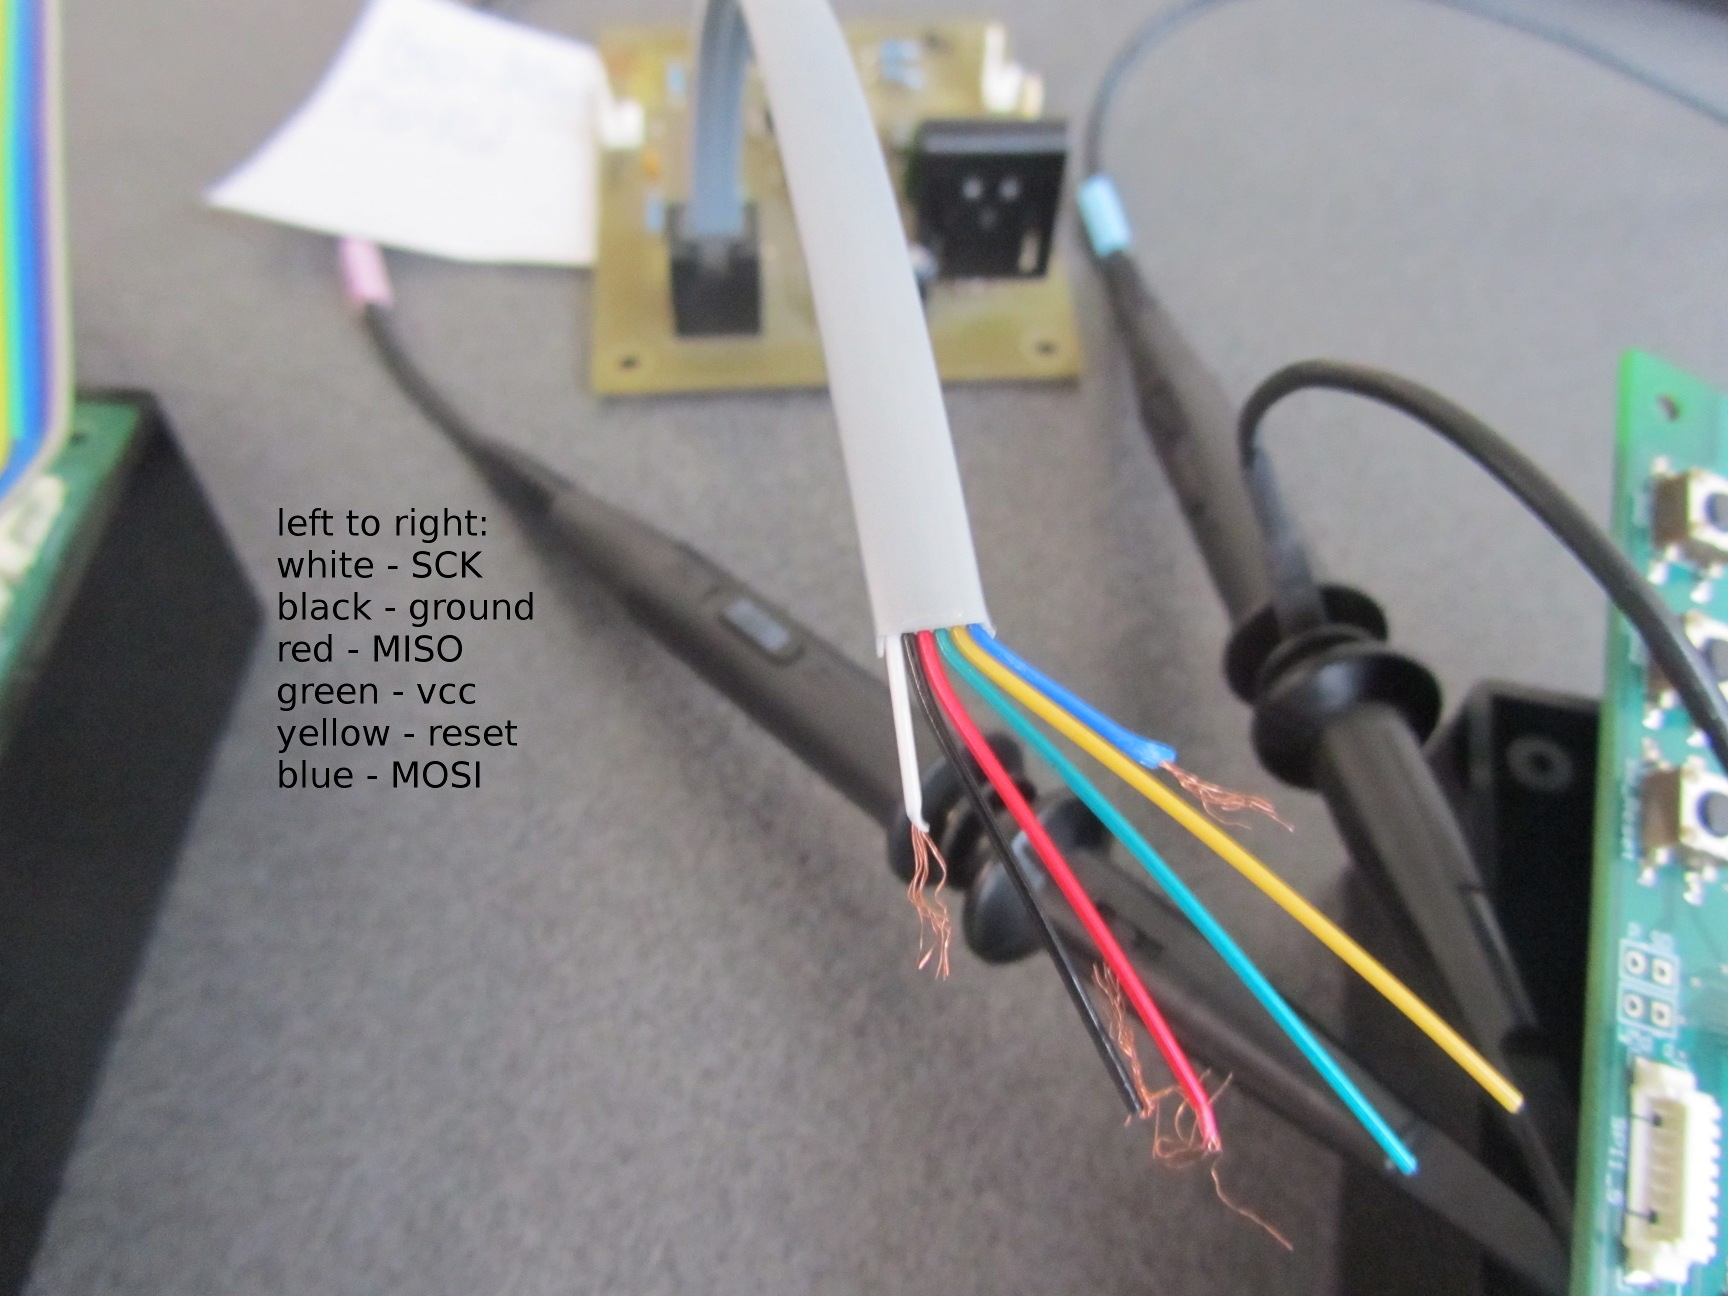 left to right:
white - SCK
black - ground
red - MISO
green - vcc
yellow - reset
blue - MOSI